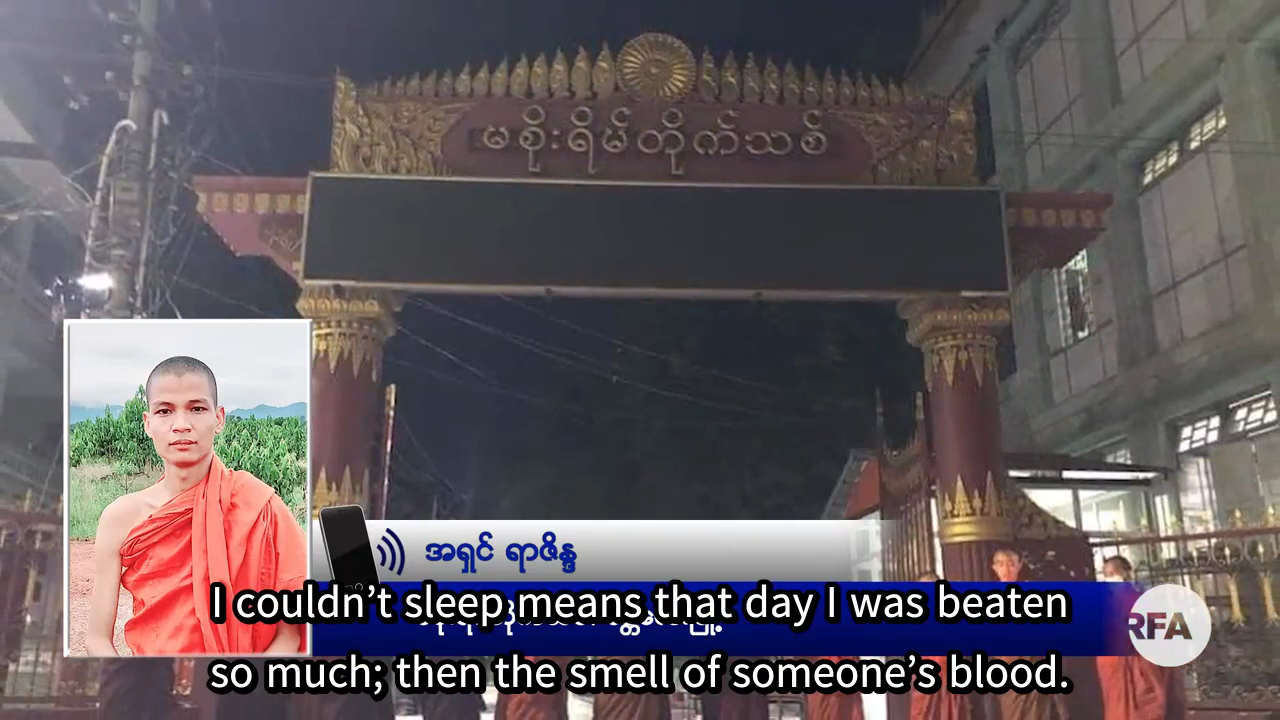 မစိုးရိမ်တိုက်သစ်
အရှင် ရာဇိန္ဒ
I couldn’t sleep means that day I was beaten
so much; then the smell of someone’s blood.
RFA